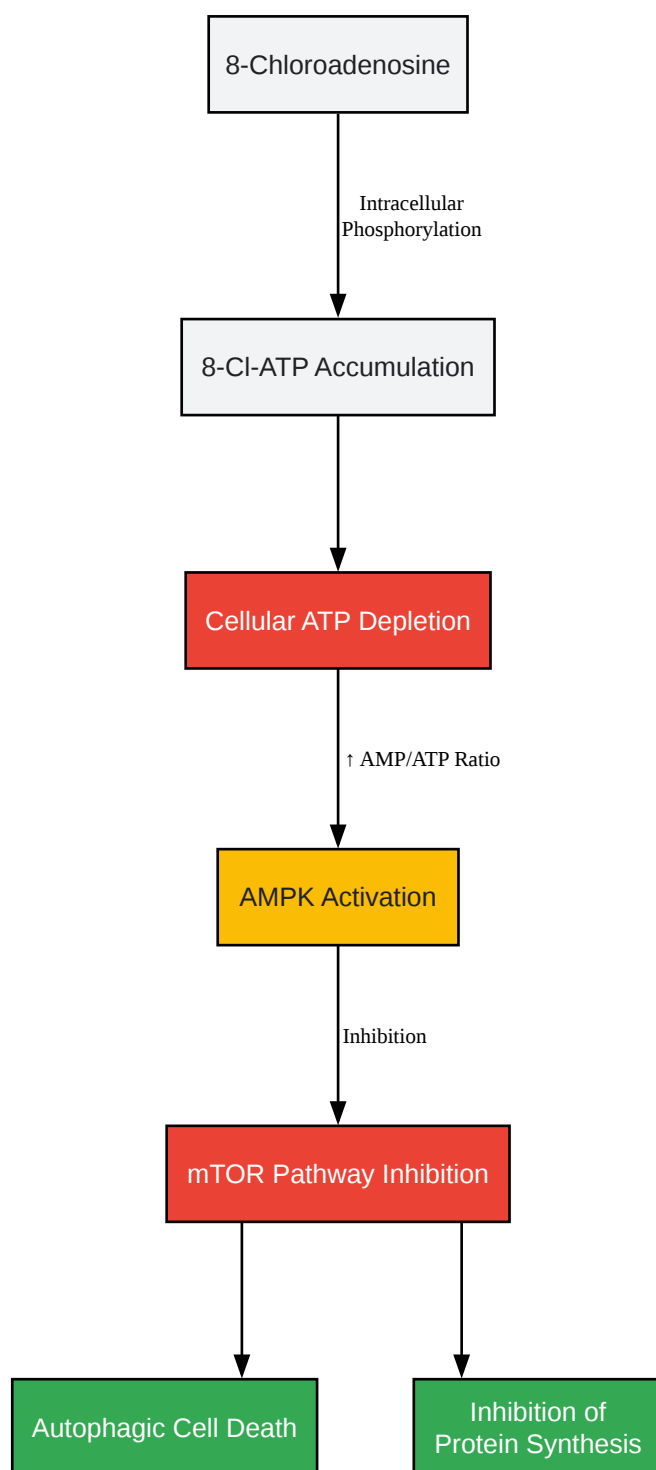 8-Chloroadenosine
Intracellular
Phosphorylation
8-Cl-ATP Accumulation
Cellular ATP Depletion
↑ AMP/ATP Ratio
AMPK Activation
Inhibition
mTOR Pathway Inhibition
Autophagic Cell Death
Inhibition of
Protein Synthesis